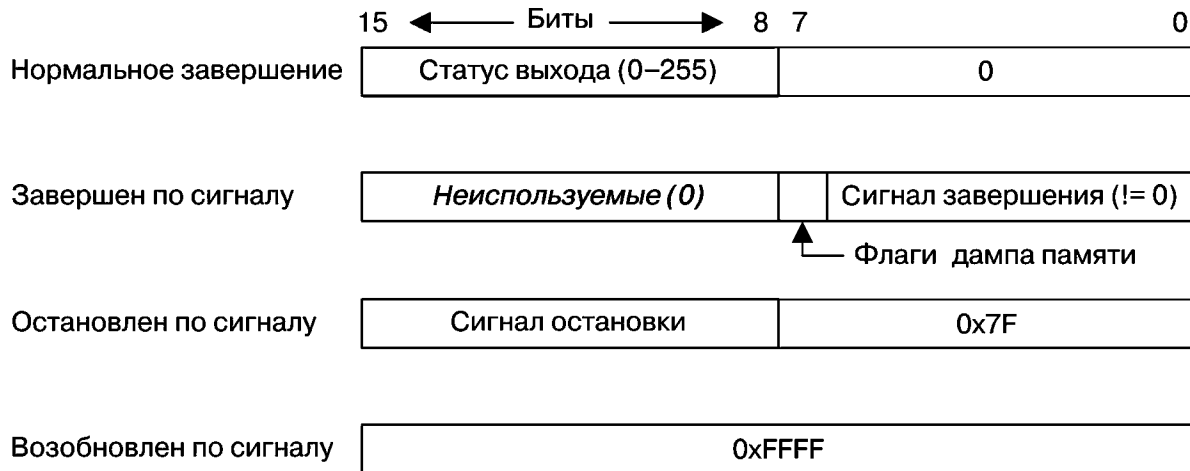 15 Биты 8 7 0
Нормальное завершение Статус выхода (0–255) 0
Завершен по сигналу Неиспользуемые (0) Сигнал завершения (!= 0)
Флаги дампа памяти
Остановлен по сигналу Сигнал остановки 0x7F
Возобновлен по сигналу 0xFFFF